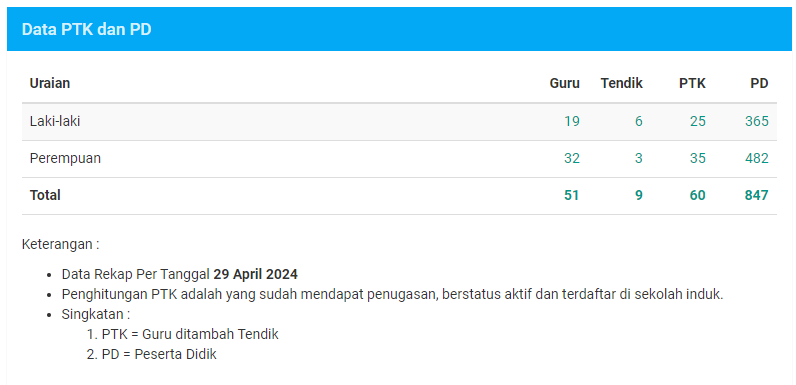 Data PTK dan PD
Uraian Guru Tendik PTK PD
Laki-laki 19 6 25 365
Perempuan 32 3 35 482
Total 51 9 60 847
Keterangan :
• Data Rekap Per Tanggal 29 April 2024
• Penghitungan PTK adalah yang sudah mendapat penugasan, berstatus aktif dan terdaftar di sekolah induk.
• Singkatan :
1. PTK = Guru ditambah Tendik
2. PD = Peserta Didik